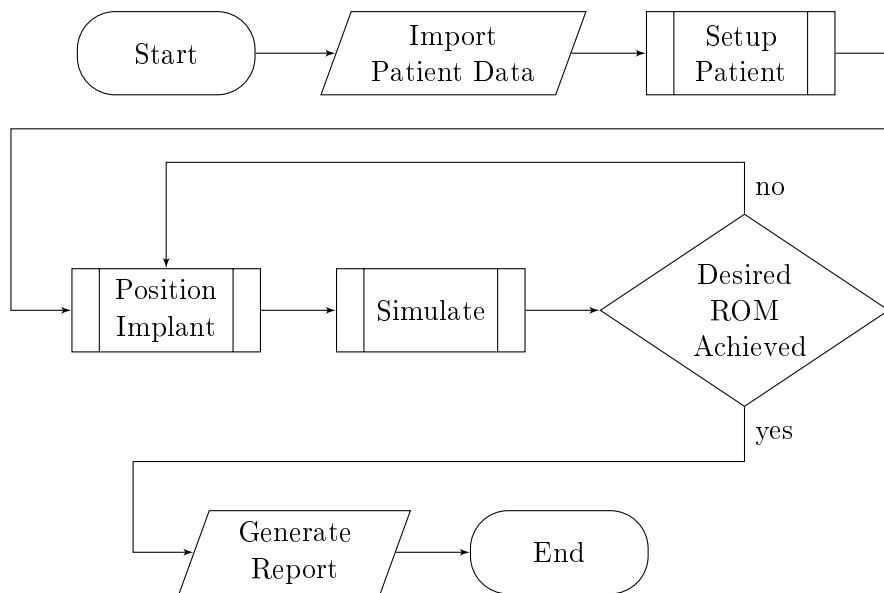 Start
Import
Patient Data
Setup
Patient
no
Position
Implant
Simulate
Desired
ROM
Achieved
yes
Generate
Report
End